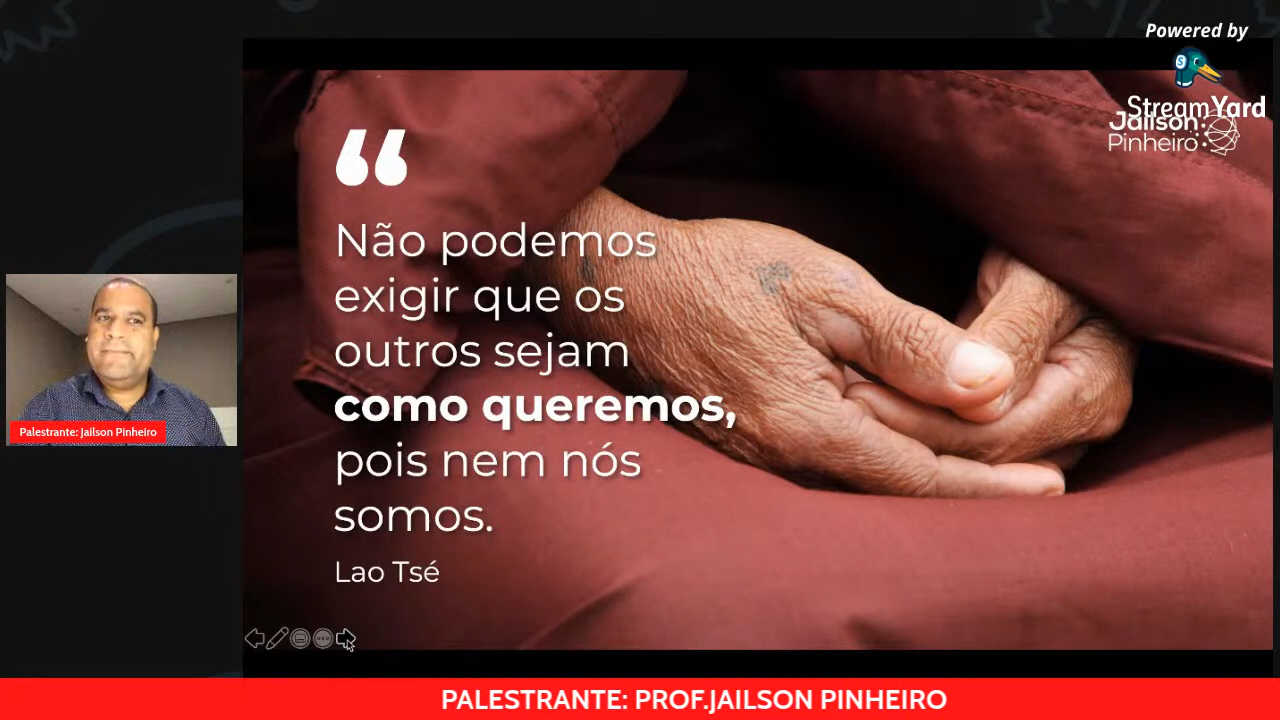 Powered by
StreamYard
Jailson
Pinheiro
“
Não podemos
exigir que os
outros sejam
como queremos,
pois nem nós
somos.
Lao Tsé
Palestrante: Jailson Pinheiro
PALESTRANTE: PROF.JAILSON PINHEIRO